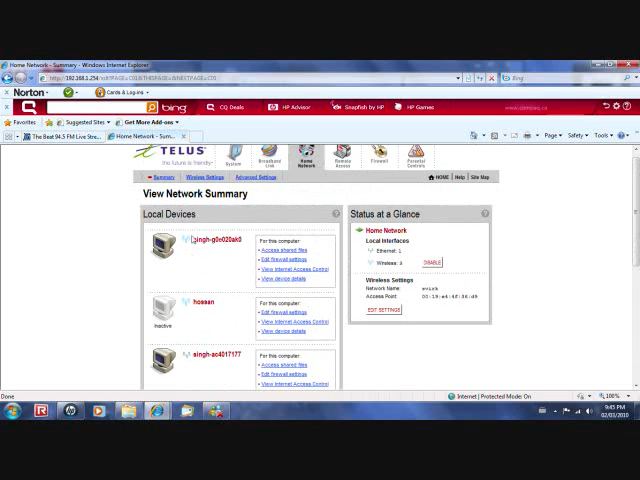 Home Network - Summary - Windows Internet Explorer
Norton Cards & Log-ins
bing CQ Deals HP Advisor Snapfish by HP HP Games www.compaq.ca
Favorites Suggested Sites Get More Add-ons
The Beat 94.5 FM Live Stre... Home Network - Summ... Page Safety Tools
TELUS
the future is friendly
System Broadband Link Home Network Remote Access Firewall Parental Controls
Summary Wireless Settings Advanced Settings HOME Help Site Map
View Network Summary
Local Devices
singh-g0e020ak0
For this computer:
Access shared files
Edit firewall settings
View Internet Access Control
View device details
hossan
Inactive
For this computer:
Edit firewall settings
View Internet Access Control
View device details
singh-ac4017177
For this computer:
Access shared files
Edit firewall settings
View Internet Access Control
Status at a Glance
Home Network
Local Interfaces
Ethernet: 1
Wireless: 3 DISABLE
Wireless Settings
Network Name:
Access Point:
EDIT SETTINGS
Done Internet | Protected Mode: On 100%
9:45 PM
02/03/2010